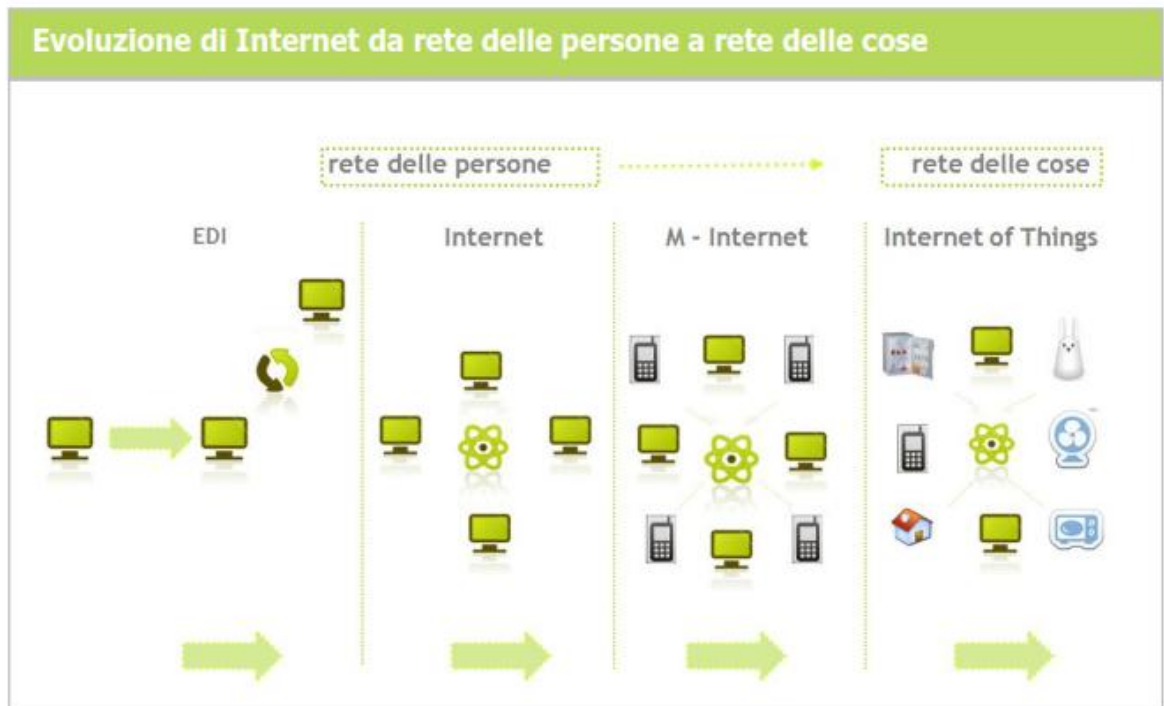 Evoluzione di Internet da rete delle persone a rete delle cose
rete delle persone
rete delle cose
EDI
Internet
M - Internet
Internet of Things